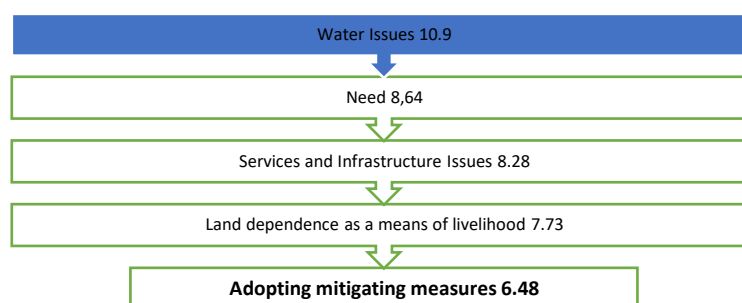 Water Issues 10.9
Need 8,64
Services and Infrastructure Issues 8.28
Land dependence as a means of livelihood 7.73
Adopting mitigating measures 6.48